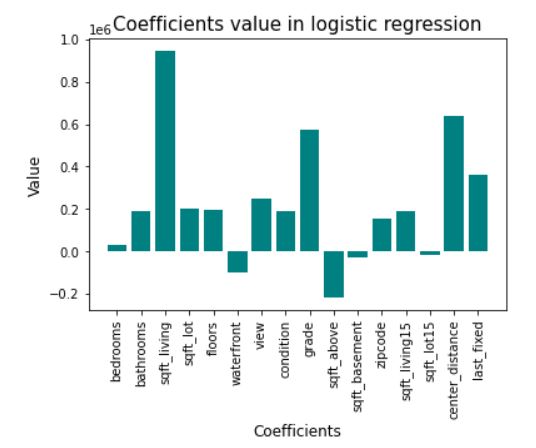 Coefficients value in logistic regression
1e6
1.0
0.8
0.6
0.4
0.2
0.0
−0.2
Value
bedrooms
bathrooms
sqft_living
sqft_lot
floors
waterfront
view
condition
grade
sqft_above
sqft_basement
zipcode
sqft_living15
sqft_lot15
center_distance
last_fixed
Coefficients